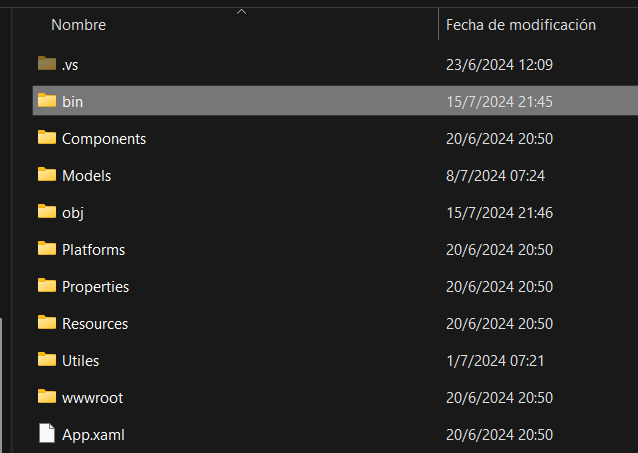 Nombre Fecha de modificación
.vs 23/6/2024 12:09
bin 15/7/2024 21:45
Components 20/6/2024 20:50
Models 8/7/2024 07:24
obj 15/7/2024 21:46
Platforms 20/6/2024 20:50
Properties 20/6/2024 20:50
Resources 20/6/2024 20:50
Utiles 1/7/2024 07:21
wwwroot 20/6/2024 20:50
App.xaml 20/6/2024 20:50